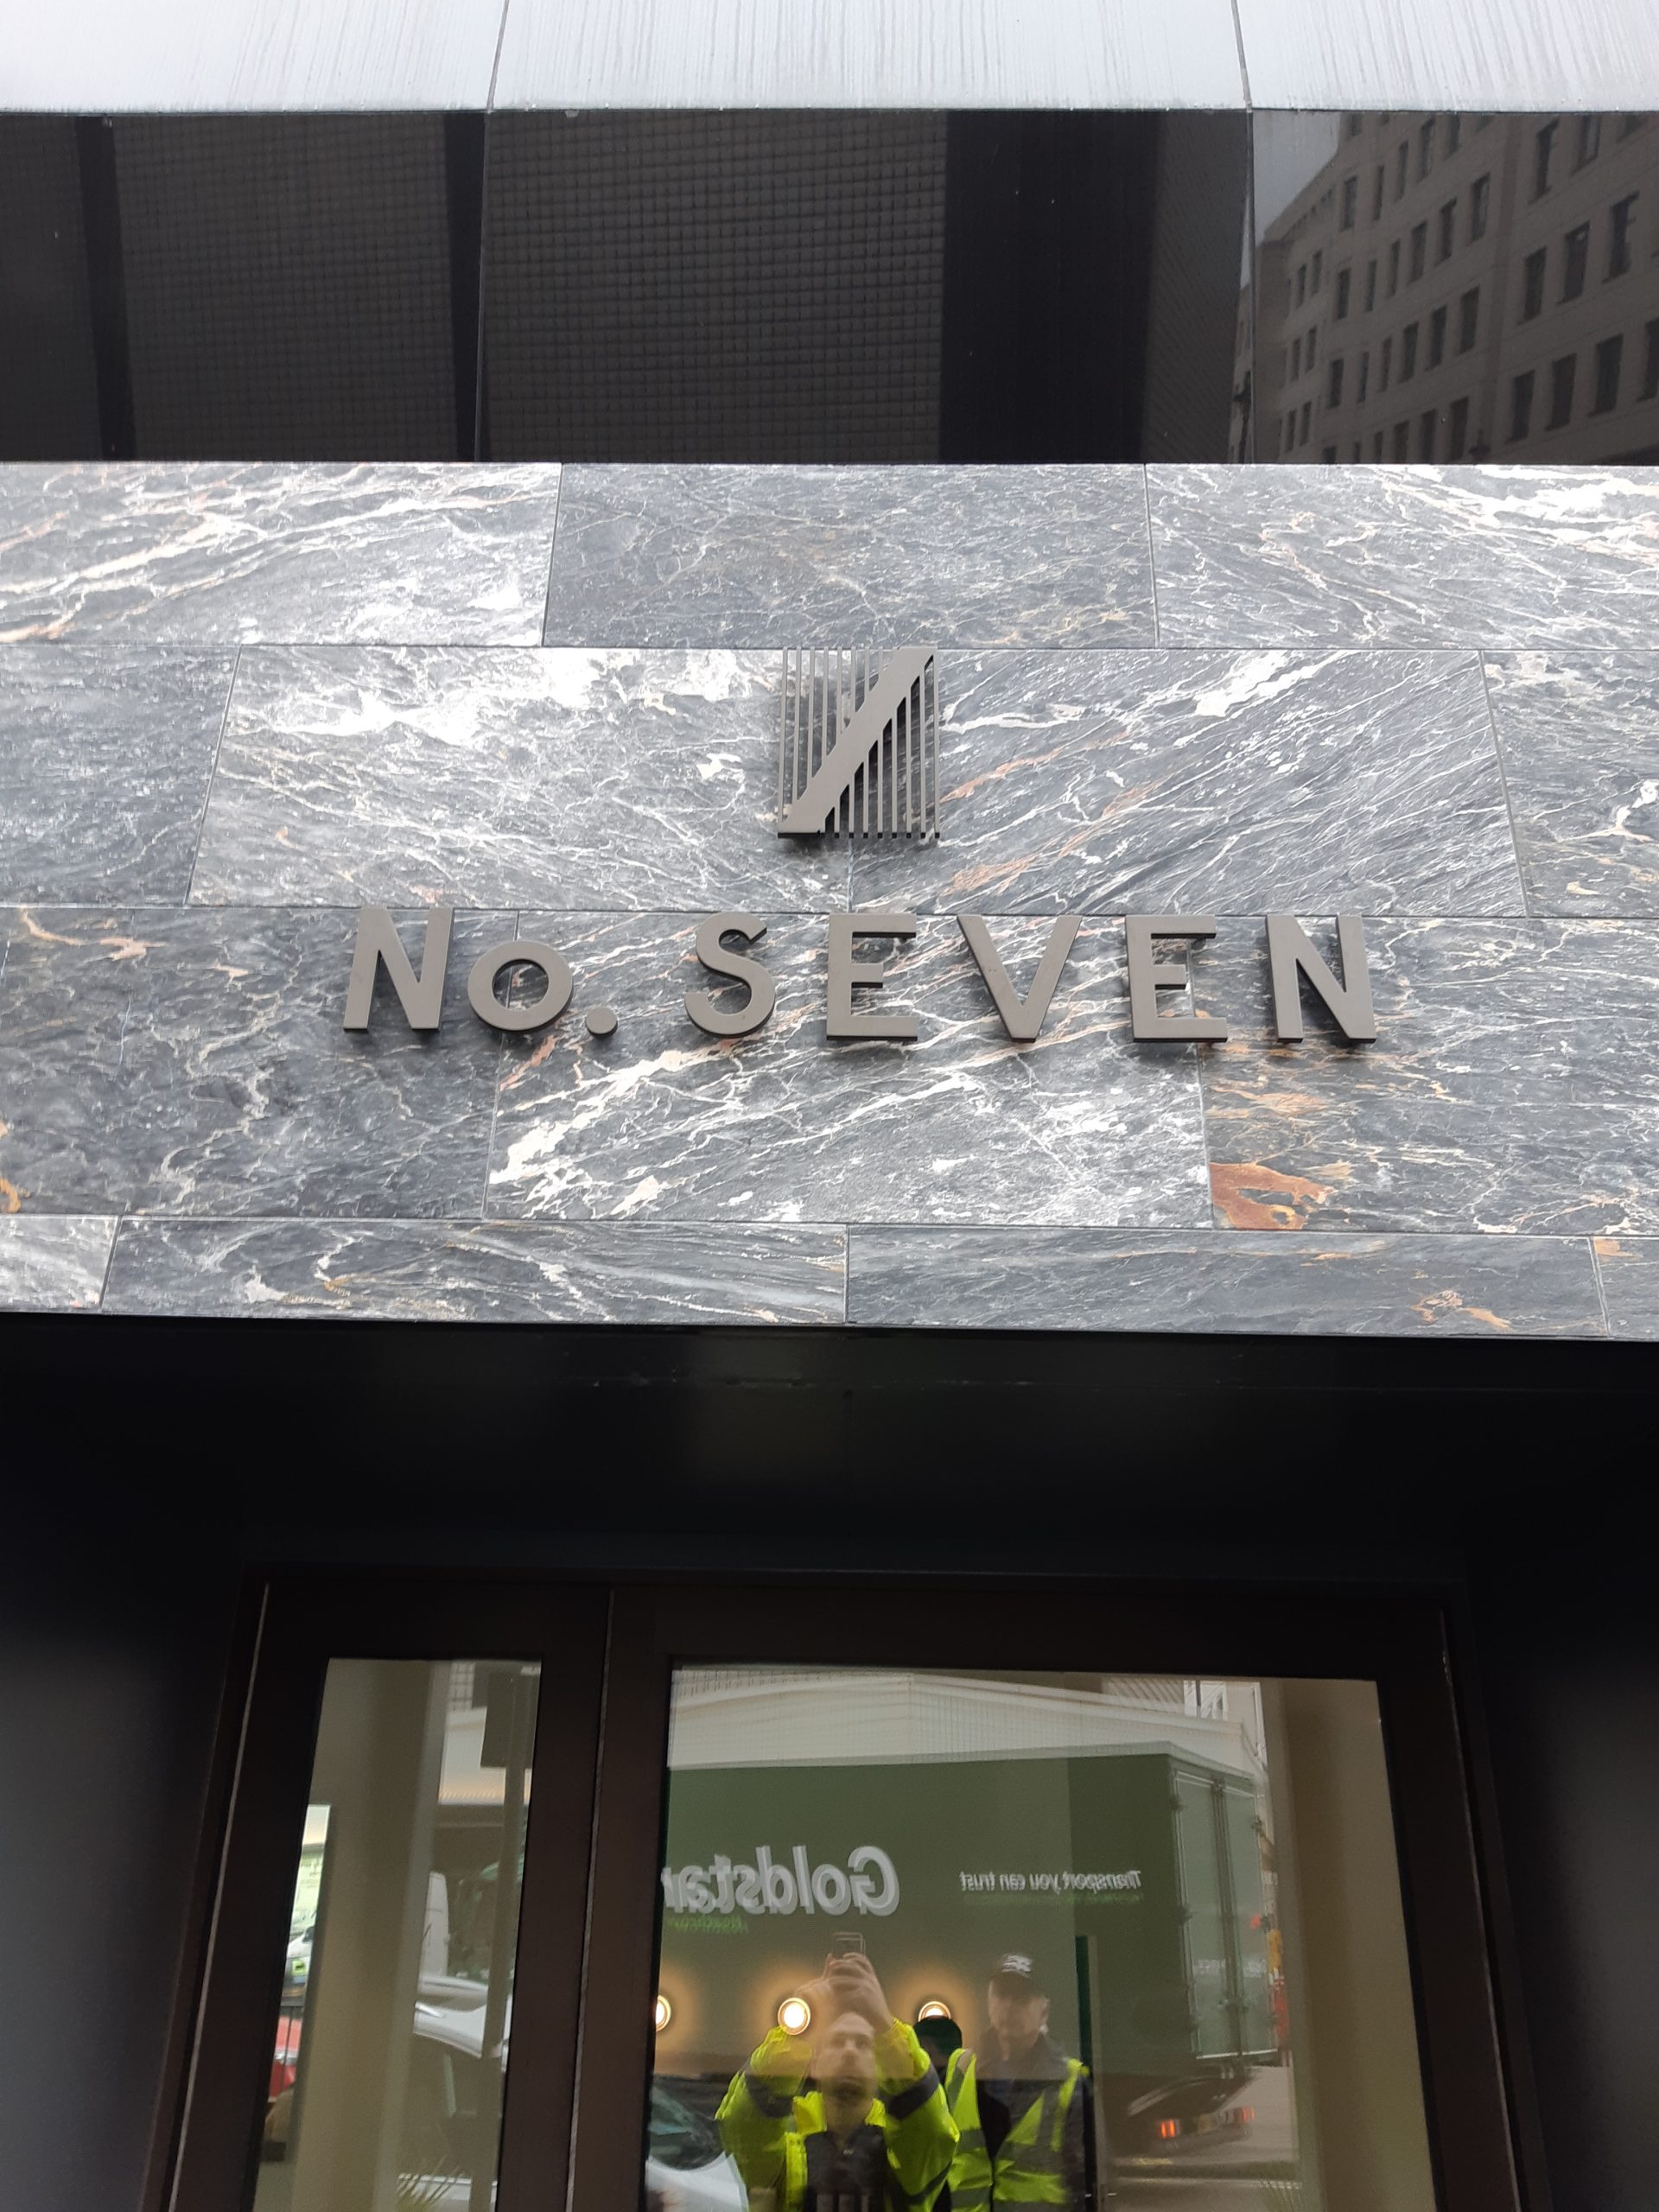 No. SEVEN
Goldstar
Transport you can trust